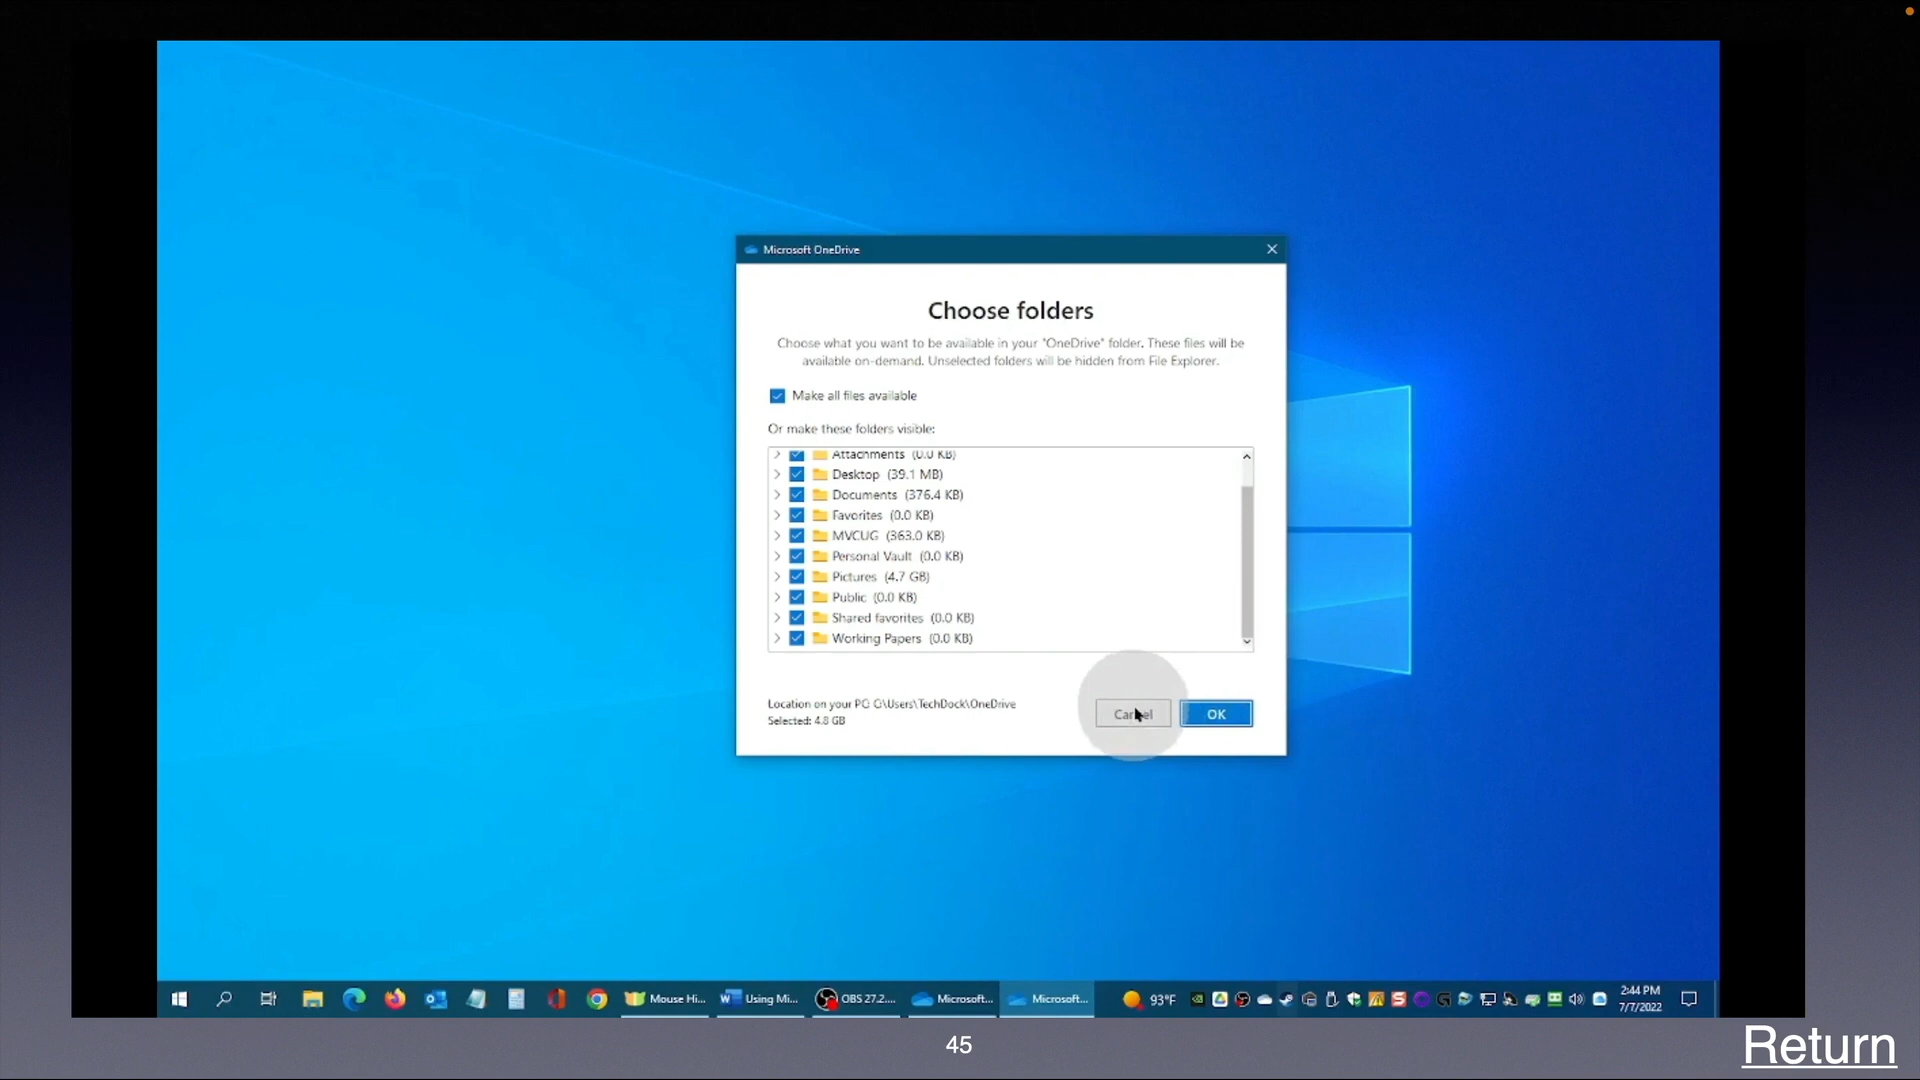 Microsoft OneDrive
Choose folders
Choose what you want to be available in your "OneDrive" folder. These files will
be available on-demand. Unselected folders will be hidden from File Explorer.
Make all files available
Or make these folders visible:
Attachments (0.0 KB)
Desktop (39.1 MB)
Documents (376.4 KB)
Favorites (0.0 KB)
MVCUG (363.0 KB)
Personal Vault (0.0 KB)
Pictures (4.7 GB)
Public (0.0 KB)
Shared favorites (0.0 KB)
Working Papers (0.0 KB)
Location on your PC: C:\Users\TechDock\OneDrive
Selected: 4.8 GB
Cancel
OK
Mouse Hi...
Using Mi...
OBS 27.2....
Microsoft...
Microsoft...
93°F
2:44 PM
7/7/2022
45
Return